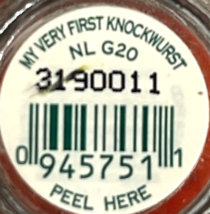 MY VERY FIRST KNOCKWURST
NL G20
3190011
0 945751 1
PEEL HERE